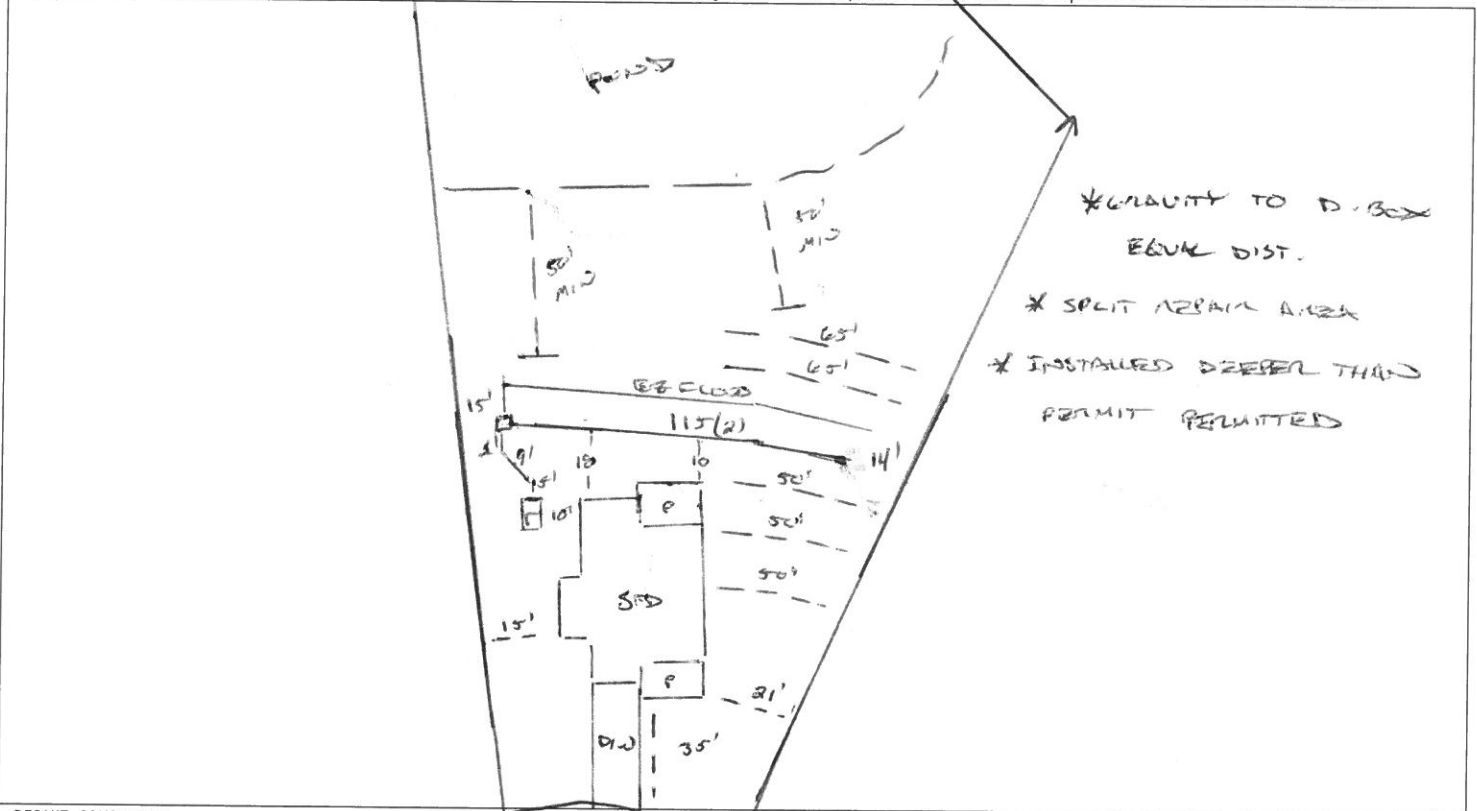 POND
50'
MIN
50'
MIN
* GRAVITY TO D-BOX
EQUAL DIST.
* SPLIT REPAIR AREA
* INSTALLED DEEPER THAN
PERMIT PERMITTED
65'
65'
EZ FLOW
15'
115(2)
14'
9'
5'
10
10'
P
50'
50'
50'
SFD
15'
P
21'
D/W
35'